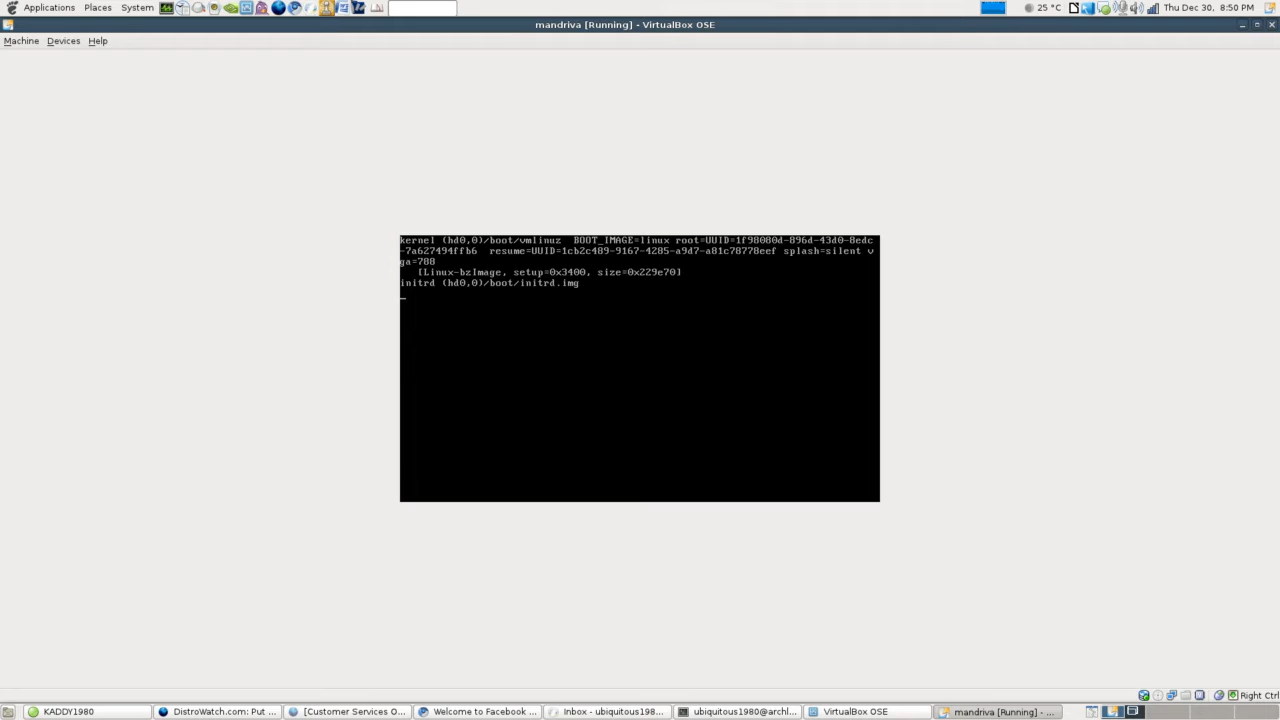 Applications Places System
25 °C
Thu Dec 30, 8:50 PM
mandriva [Running] - VirtualBox OSE
Machine Devices Help
kernel (hd0,0)/boot/vmlinuz  BOOT_IMAGE=linux root=UUID=1f98080d-896d-43d0-8edc
-7a627494ffb6  resume=UUID=1cb2c489-9167-4285-a9d7-a81c78778eef splash=silent v
ga=788
[Linux-bzImage, setup=0x3400, size=0x229e70]
initrd (hd0,0)/boot/initrd.img
_
Right Ctrl
KADDY1980
DistroWatch.com: Put ...
[Customer Services O...
Welcome to Facebook ...
Inbox - ubiquitous198...
ubiquitous1980@archl...
VirtualBox OSE
mandriva [Running] - ...